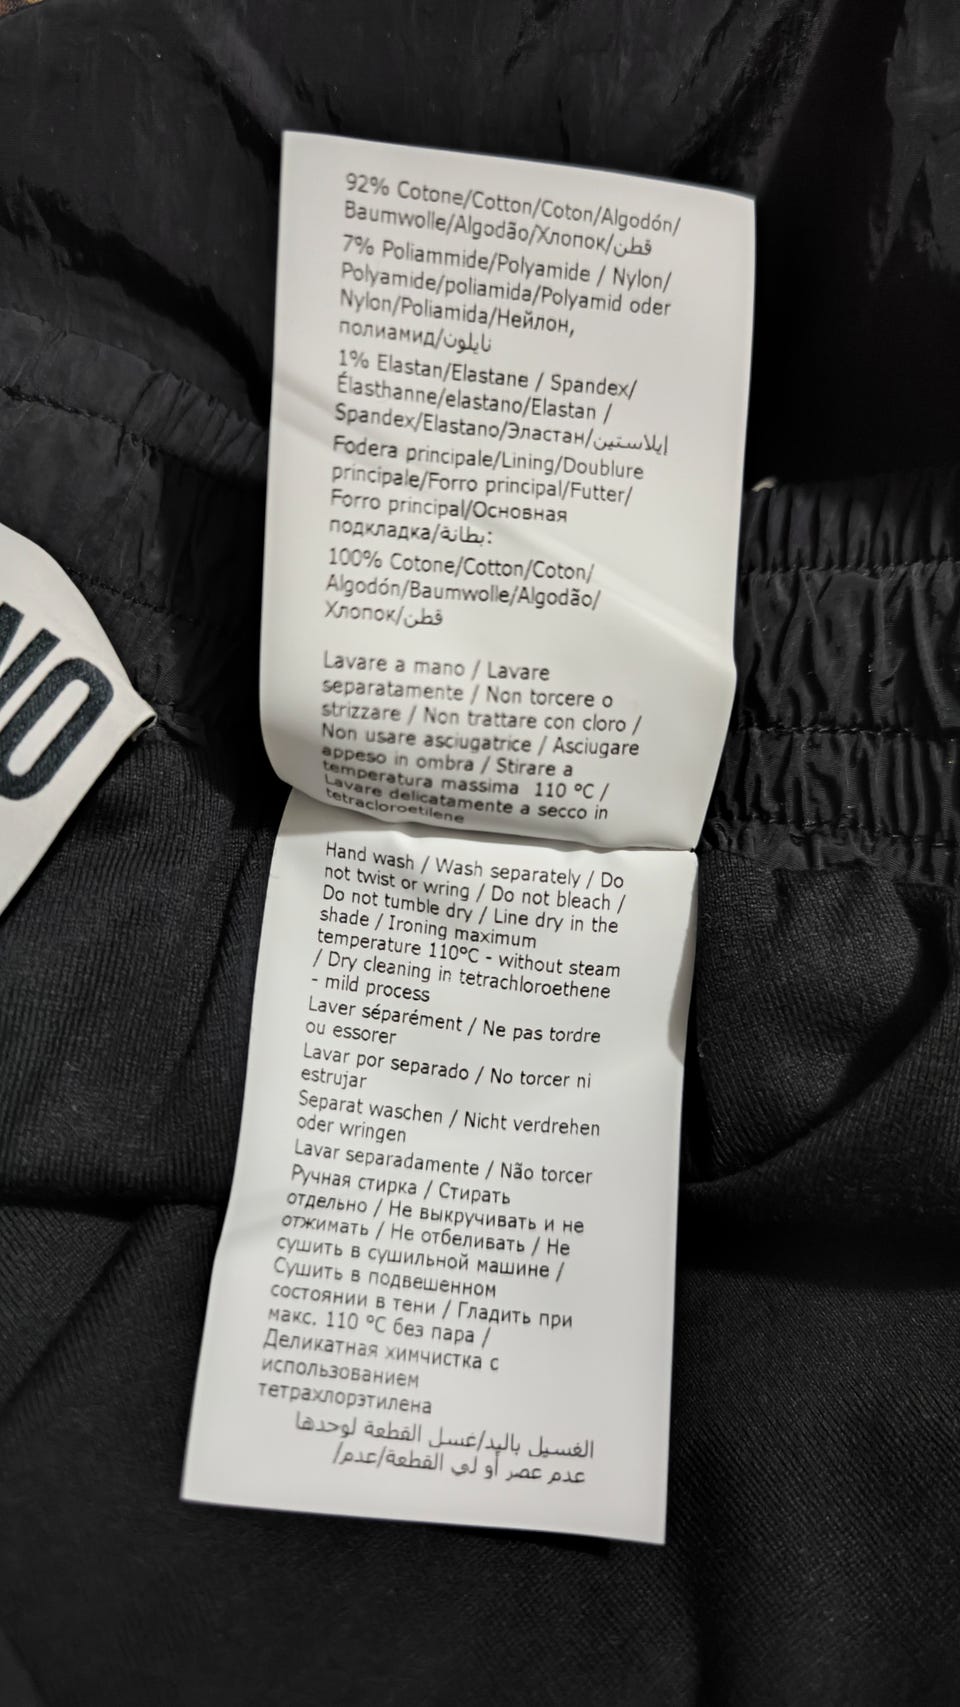 NO
92% Cotone/Cotton/Coton/Algodón/
Baumwolle/Algodão/Хлопок/قطن
7% Poliammide/Polyamide / Nylon/
Polyamide/poliamida/Polyamid oder
Nylon/Poliamida/Нейлон,
полиамид/نايلون
1% Elastan/Elastane / Spandex/
Élasthanne/elastano/Elastan /
Spandex/Elastano/Эластан/إيلاستين
Fodera principale/Lining/Doublure
principale/Forro principal/Futter/
Forro principal/Основная
подкладка/بطانة:
100% Cotone/Cotton/Coton/
Algodón/Baumwolle/Algodão/
Хлопок/قطن
Lavare a mano / Lavare
separatamente / Non torcere o
strizzare / Non trattare con cloro /
Non usare asciugatrice / Asciugare
appeso in ombra / Stirare a
temperatura massima 110 °C /
Lavare delicatamente a secco in
tetracloroetilene
Hand wash / Wash separately / Do
not twist or wring / Do not bleach /
Do not tumble dry / Line dry in the
shade / Ironing maximum
temperature 110°C - without steam
/ Dry cleaning in tetrachloroethene
- mild process
Laver séparément / Ne pas tordre
ou essorer
Lavar por separado / No torcer ni
estrujar
Separat waschen / Nicht verdrehen
oder wringen
Lavar separadamente / Não torcer
Ручная стирка / Стирать
отдельно / Не выкручивать и не
отжимать / Не отбеливать / Не
сушить в сушильной машине /
Сушить в подвешенном
состоянии в тени / Гладить при
макс. 110 °C без пара /
Деликатная химчистка с
использованием
тетрахлорэтилена
الغسيل باليد/غسل القطعة لوحدها
عدم عصر أو لي القطعة/عدم/